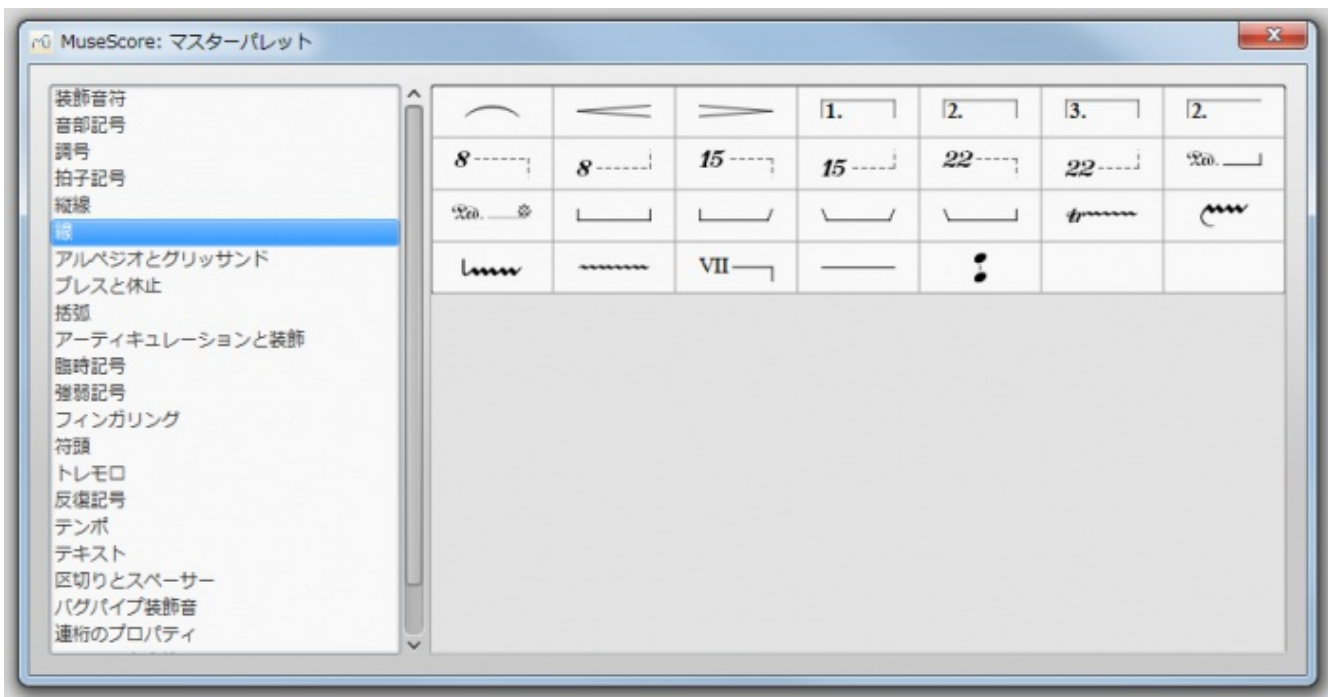 MuseScore: マスターパレット
装飾音符
音部記号
調号
拍子記号
縦線
線
アルペジオとグリッサンド
ブレスと休止
括弧
アーティキュレーションと装飾
臨時記号
強弱記号
フィンガリング
符頭
トレモロ
反復記号
テンポ
テキスト
区切りとスペーサー
バグパイプ装飾音
連桁のプロパティ
1. 2. 3. 2.
8 8 15 15 22 22 Ped.
Ped. tr
VII